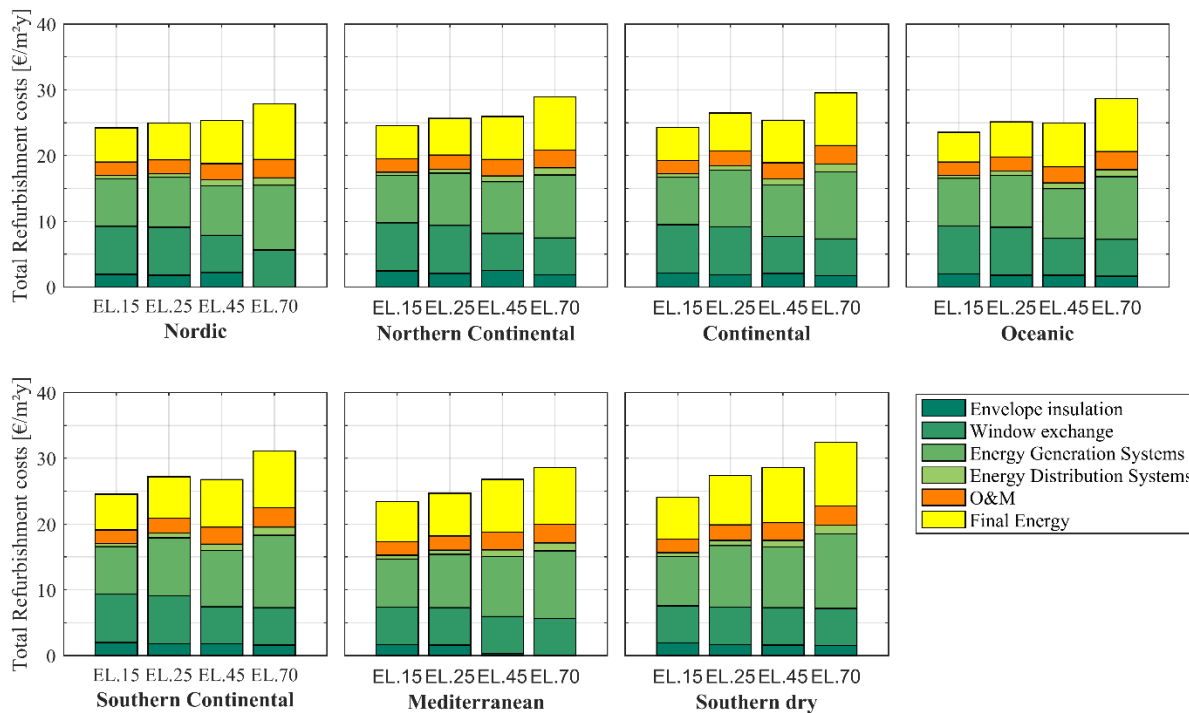 Total Refurbishment costs [€/m²y]
40
30
20
10
0
EL.15 EL.25 EL.45 EL.70
Nordic
EL.15 EL.25 EL.45 EL.70
Northern Continental
EL.15 EL.25 EL.45 EL.70
Continental
EL.15 EL.25 EL.45 EL.70
Oceanic
Total Refurbishment costs [€/m²y]
40
30
20
10
0
EL.15 EL.25 EL.45 EL.70
Southern Continental
EL.15 EL.25 EL.45 EL.70
Mediterranean
EL.15 EL.25 EL.45 EL.70
Southern dry
Envelope insulation
Window exchange
Energy Generation Systems
Energy Distribution Systems
O&M
Final Energy